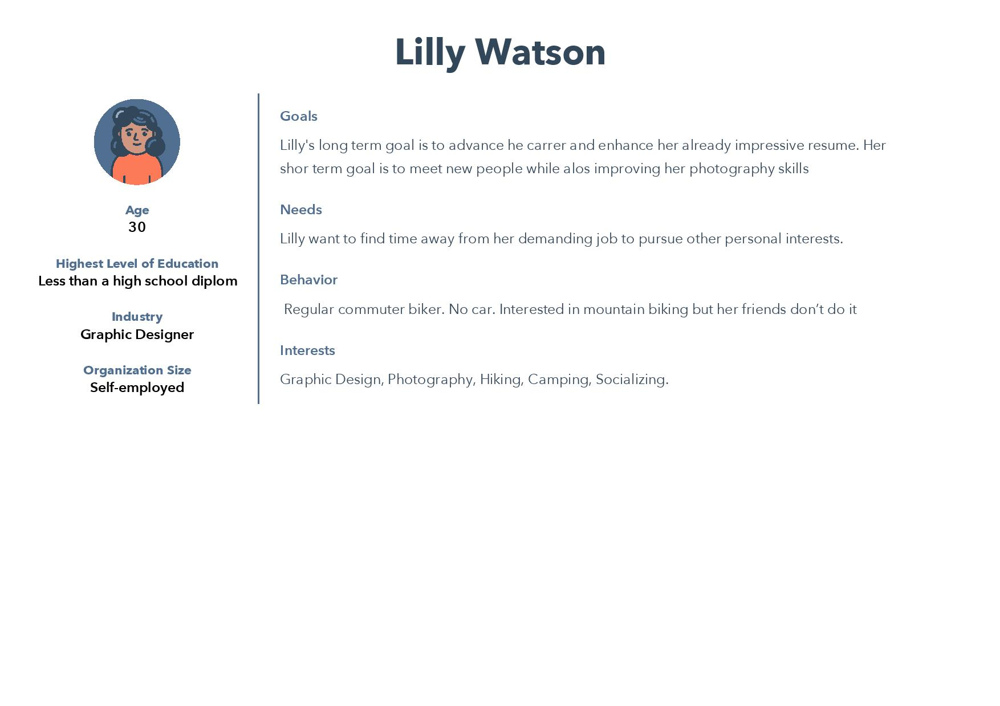 Lilly Watson
Age
30
Highest Level of Education
Less than a high school diplom
Industry
Graphic Designer
Organization Size
Self-employed
Goals
Lilly's long term goal is to advance he carrer and enhance her already impressive resume. Her
shor term goal is to meet new people while alos improving her photography skills
Needs
Lilly want to find time away from her demanding job to pursue other personal interests.
Behavior
Regular commuter biker. No car. Interested in mountain biking but her friends don’t do it
Interests
Graphic Design, Photography, Hiking, Camping, Socializing.